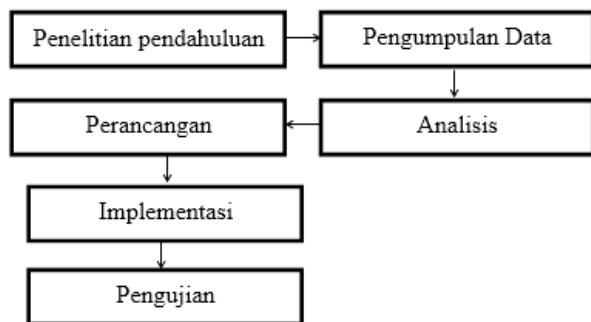 Penelitian pendahuluan
Pengumpulan Data
Analisis
Perancangan
Implementasi
Pengujian